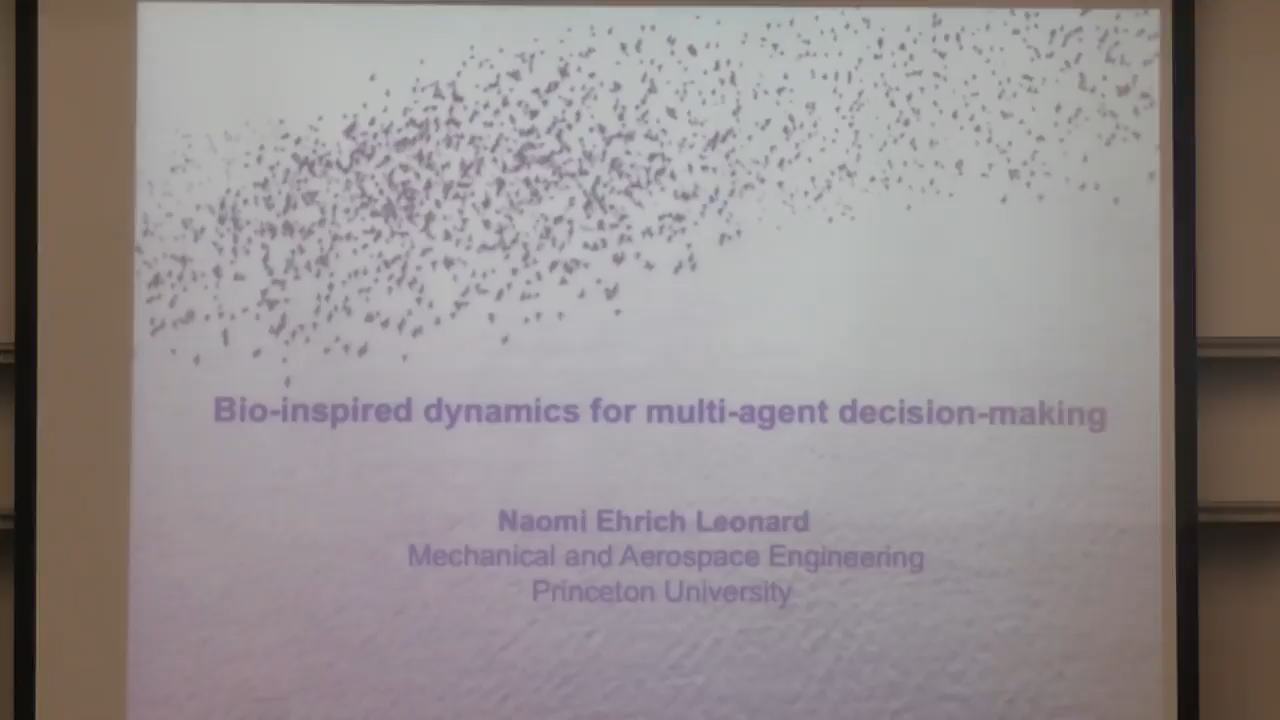 Bio-inspired dynamics for multi-agent decision-making
Naomi Ehrich Leonard
Mechanical and Aerospace Engineering
Princeton University